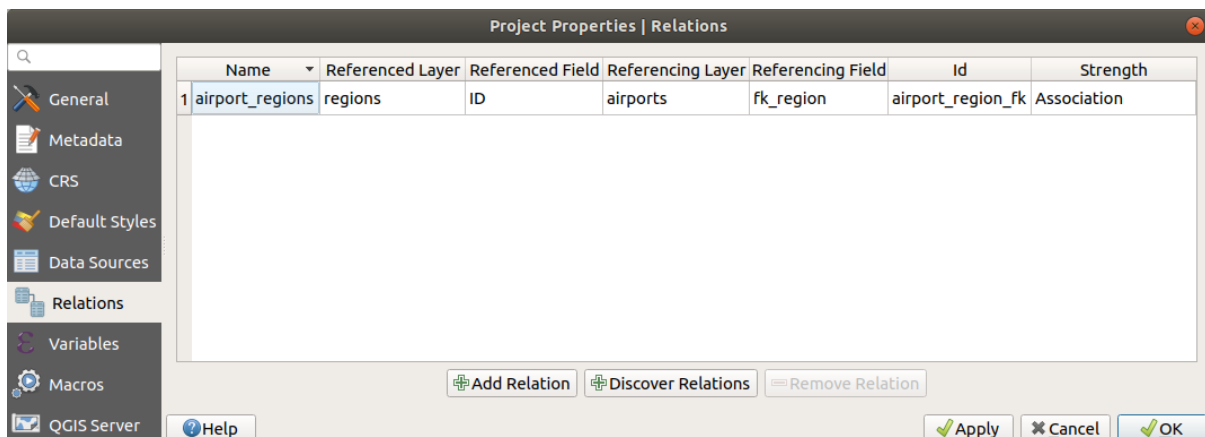 Project Properties | Relations
General
Metadata
CRS
Default Styles
Data Sources
Relations
Variables
Macros
QGIS Server
Name Referenced Layer Referenced Field Referencing Layer Referencing Field Id Strength
1 airport_regions regions ID airports fk_region airport_region_fk Association
Add Relation Discover Relations Remove Relation
Help Apply Cancel OK